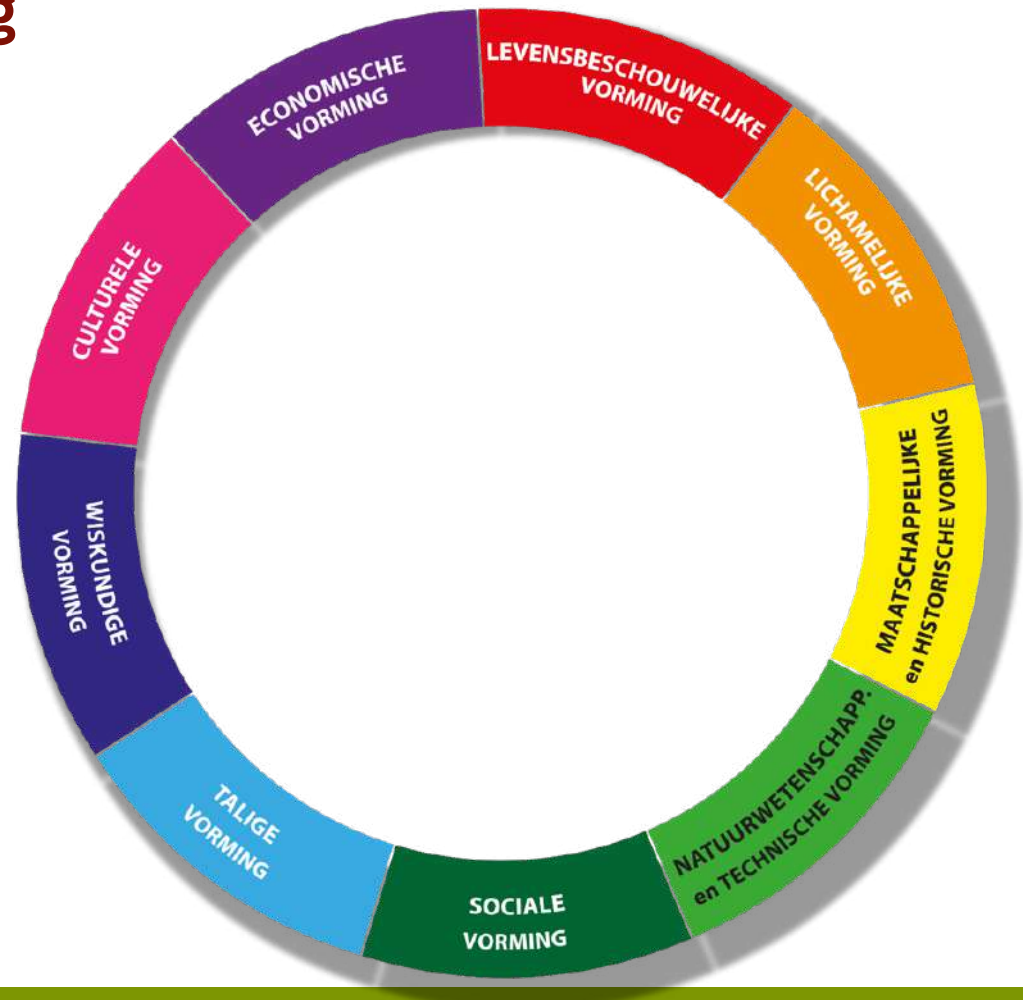 g
LEVENSBESCHOUWELIJKE
VORMING
LICHAMELIJKE
VORMING
MAATSCHAPPELIJKE
en HISTORISCHE VORMING
NATUURWETENSCHAPP.
en TECHNISCHE VORMING
SOCIALE
VORMING
TALIGE
VORMING
WISKUNDIGE
VORMING
CULTURELE
VORMING
ECONOMISCHE
VORMING